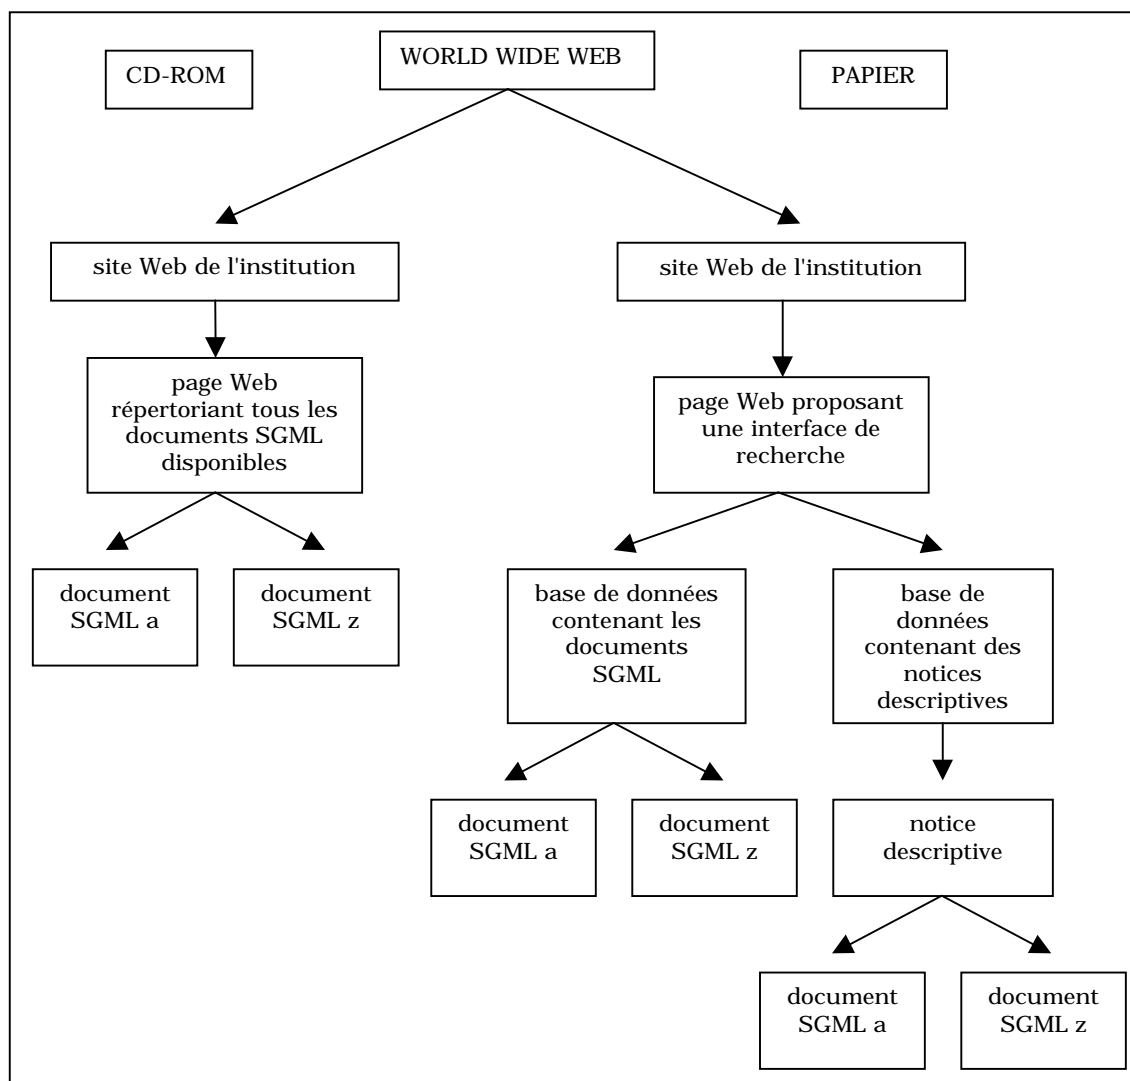 CD-ROM
WORLD WIDE WEB
PAPIER
site Web de l'institution
site Web de l'institution
page Web
répertoriant tous les
documents SGML
disponibles
page Web proposant
une interface de
recherche
document
SGML a
document
SGML z
base de données
contenant les
documents
SGML
base de
données
contenant des
notices
descriptives
document
SGML a
document
SGML z
notice
descriptive
document
SGML a
document
SGML z